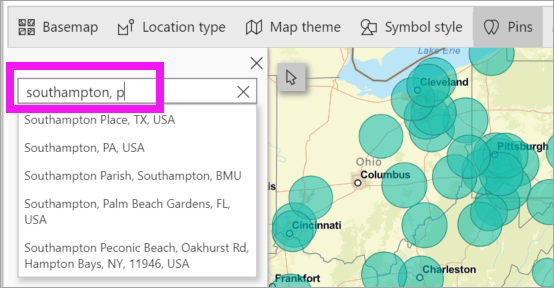 Basemap Location type Map theme Symbol style Pins
southampton, p
Southampton Place, TX, USA
Southampton, PA, USA
Southampton Parish, Southampton, BMU
Southampton, Palm Beach Gardens, FL,
USA
Southampton Peconic Beach, Oakhurst Rd,
Hampton Bays, NY, 11946, USA
Lake Erie
Cleveland
Pittsburgh
Ohio
Columbus
is
Cincinnati
Frankfort
Charleston